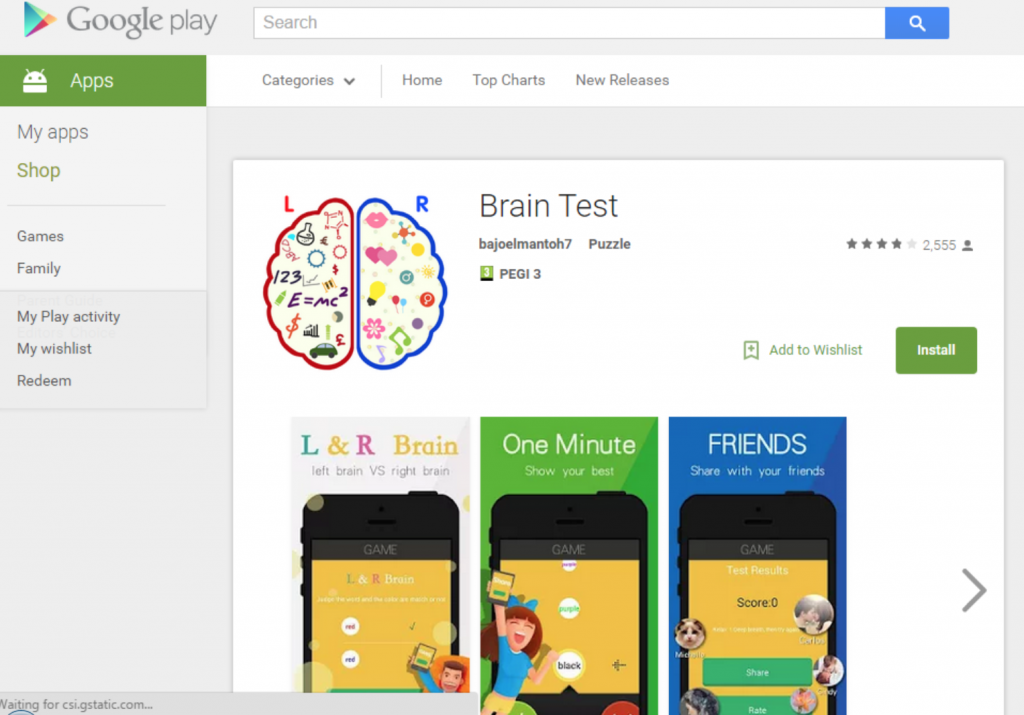 Google play
Search
Apps
Categories
Home
Top Charts
New Releases
My apps
Shop
Games
Family
My Play activity
My wishlist
Redeem
L R
123
E=mc²
Brain Test
bajoelmantoh7 Puzzle
2,555
3 PEGI 3
Add to Wishlist
Install
L & R Brain
left brain VS right brain
GAME
L & R Brain
red
red
One Minute
Show your best
GAME
purple
purple
black
FRIENDS
Share with your friends
GAME
Test Results
Score:0
Share
Rate
Waiting for csi.gstatic.com...